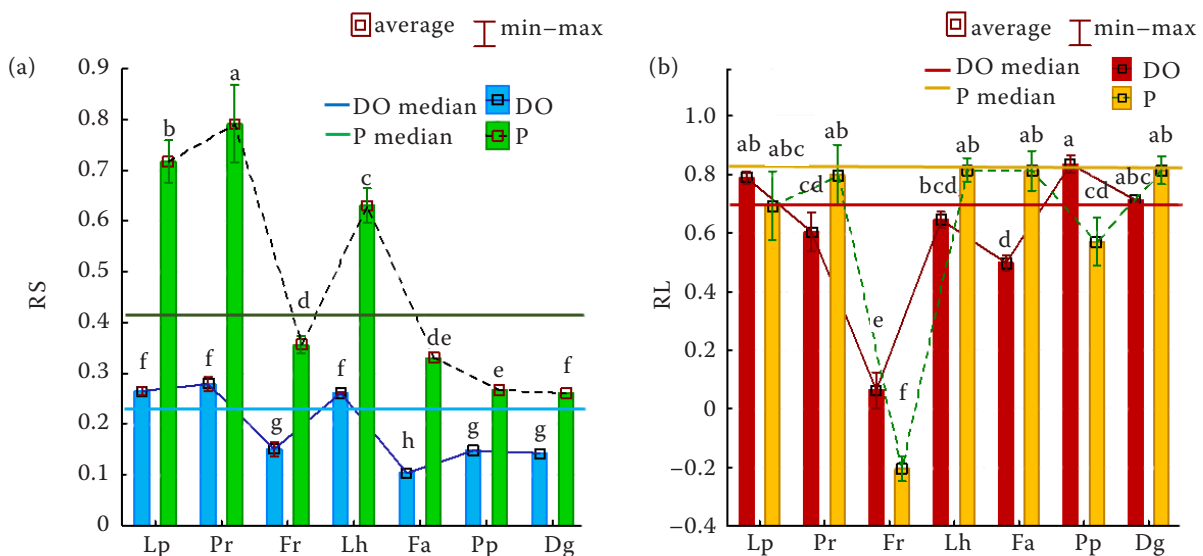 average min–max
(a)
0.9
0.8
0.7
0.6
0.5
0.4
0.3
0.2
0.1
0
RS
DO median DO
P median P
b a d c de e f
f f g f h g g
Lp Pr Fr Lh Fa Pp Dg
average min–max
(b)
1.0
0.8
0.6
0.4
0.2
0
−0.2
−0.4
RL
DO median DO
P median P
ab abc cd ab e f bcd ab d ab a cd abc ab
Lp Pr Fr Lh Fa Pp Dg